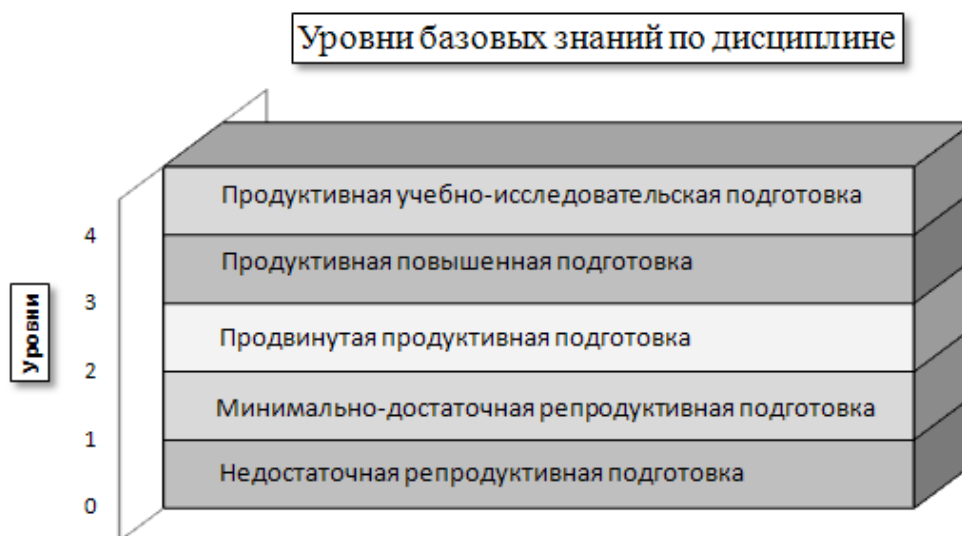 Уровни базовых знаний по дисциплине
Продуктивная учебно-исследовательская подготовка
4
Продуктивная повышенная подготовка
3
Продвинутая продуктивная подготовка
2
Минимально-достаточная репродуктивная подготовка
1
Недостаточная репродуктивная подготовка
0
Уровни